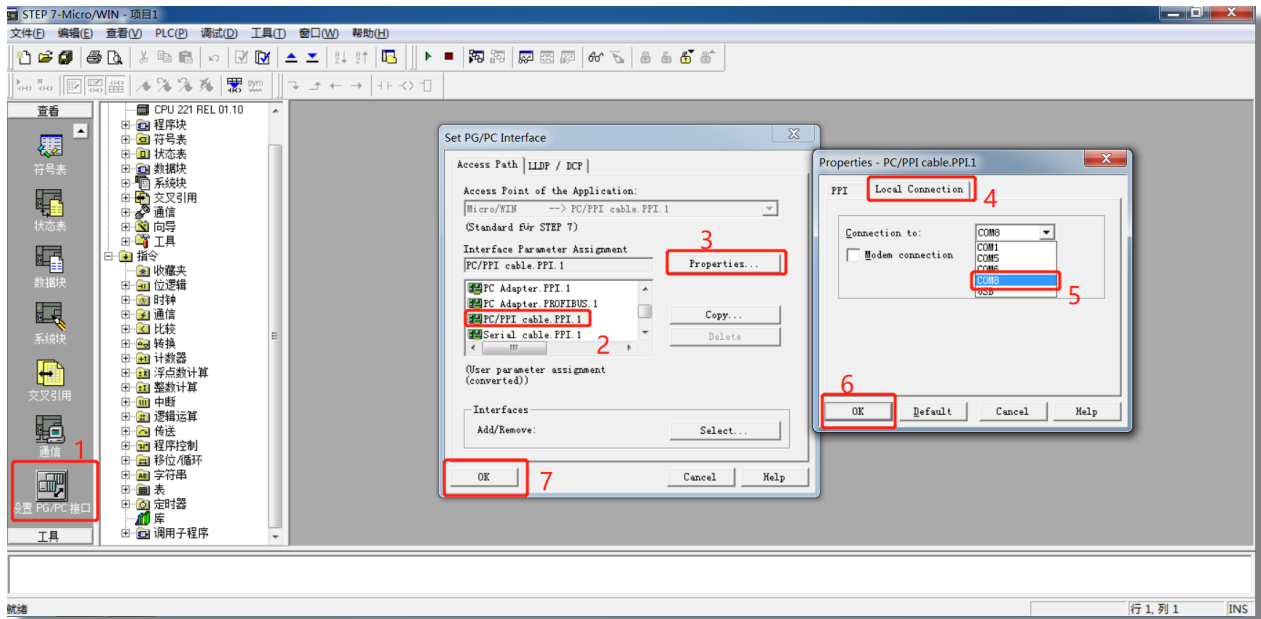 STEP 7-Micro/WIN - 项目1
文件(F) 编辑(E) 查看(V) PLC(P) 调试(D) 工具(T) 窗口(W) 帮助(H)
查看
符号表
状态表
数据块
系统块
交叉引用
通信
1
设置 PG/PC 接口
工具
CPU 221 REL 01.10
程序块
符号表
状态表
数据块
系统块
交叉引用
通信
向导
工具
指令
收藏夹
位逻辑
时钟
通信
比较
转换
计数器
浮点数计算
整数计算
中断
逻辑运算
传送
程序控制
移位/循环
字符串
表
定时器
库
调用子程序
Set PG/PC Interface
Access Path LLDP / DCP
Access Point of the Application:
Micro/WIN --> PC/PPI cable.PPI.1
(Standard für STEP 7)
3
Interface Parameter Assignment
PC/PPI cable.PPI.1 Properties...
PC Adapter.PPI.1
PC Adapter.PROFIBUS.1
PC/PPI cable.PPI.1 Copy...
Serial cable.PPI.1 Delete
2
(User parameter assignment
(converted))
Interfaces
Add/Remove: Select...
OK 7 Cancel Help
Properties - PC/PPI cable.PPI.1
PPI Local Connection 4
Connection to: COM8
Modem connection
COM1
COM5
COM6
COM8
USB
5
6
OK Default Cancel Help
就绪 行 1, 列 1 INS